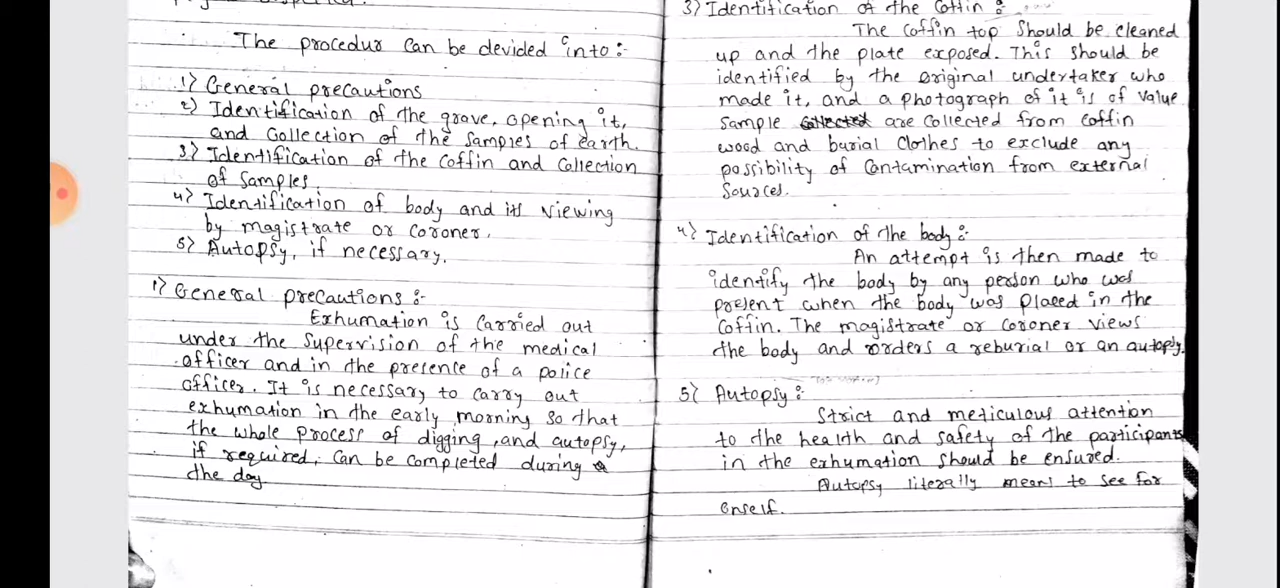 The procedur can be devided into :-
1) General precautions
2) Identification of the grave, opening it,
and Collection of the samples of earth.
3) Identification of the Coffin and Collection
of Samples.
4) Identification of body and its viewing
by magistrate or Coroner.
5) Autopsy, if necessary.
1) General precautions :-
Exhumation is Carried out
under the Supervision of the medical
officer and in the presence of a police
officer. It is necessary to carry out
exhumation in the early morning so that
the whole process of digging, and autopsy,
if required, Can be completed during
the day
3) Identification of the Coffin :
The Coffin top Should be cleaned
up and the plate exposed. This should be
identified by the original undertaker who
made it, and a photograph of it is of value
Sample are Collected from Coffin
wood and burial Clothes to exclude any
possibility of Contamination from external
Sources.
4) Identification of the body :-
An attempt is then made to
identify the body by any person who was
present when the body was placed in the
Coffin. The magistrate or Coroner views
the body and orders a reburial or an autopsy.
5) Autopsy :-
Strict and meticulous attention
to the health and safety of the participants
in the exhumation should be ensured.
Autopsy literally means to see for
onself.